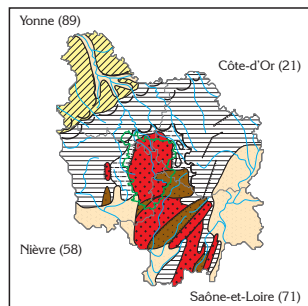 Yonne (89)
Côte-d'Or (21)
Nièvre (58)
Saône-et-Loire (71)